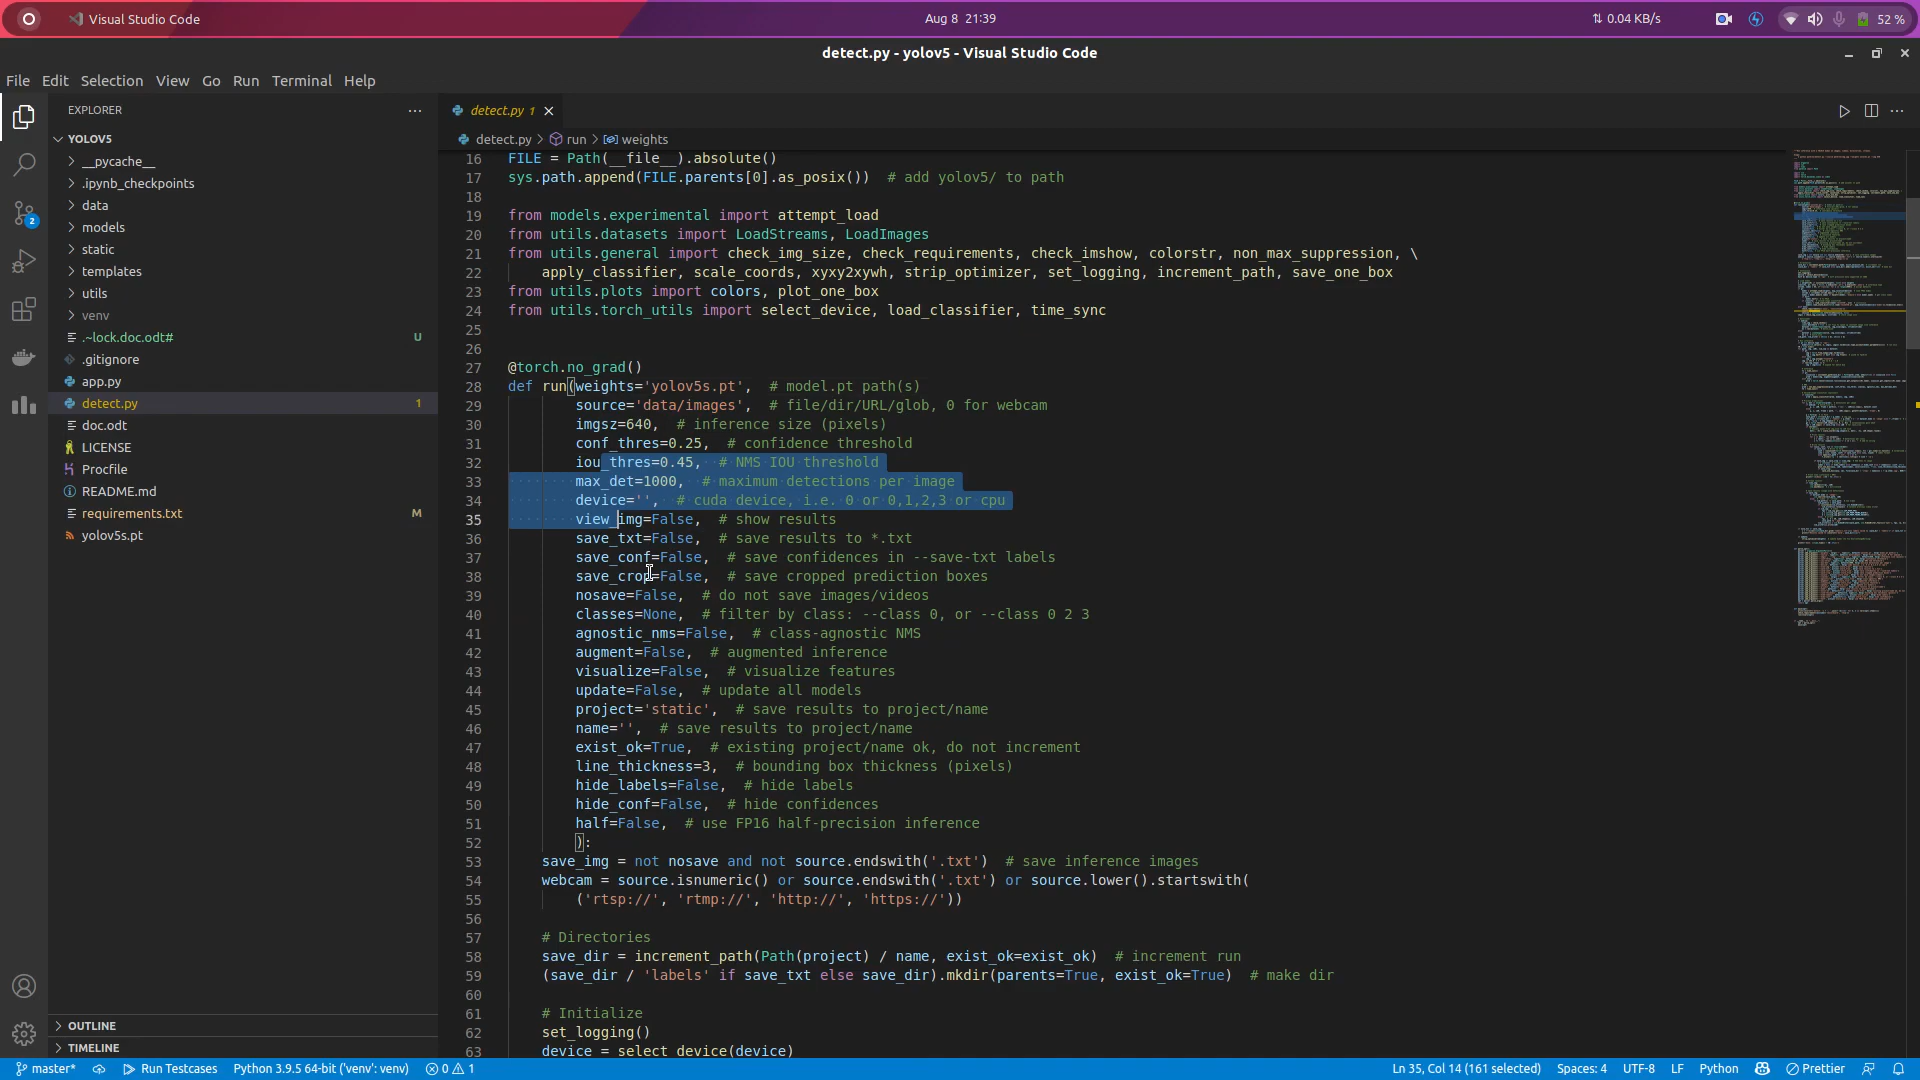 Visual Studio Code
Aug 8 21:39
0.04 KB/s
52 %
detect.py - yolov5 - Visual Studio Code
File Edit Selection View Go Run Terminal Help
EXPLORER
YOLOV5
__pycache__
.ipynb_checkpoints
data
models
static
templates
utils
venv
.~lock.doc.odt# U
.gitignore
app.py
detect.py 1
doc.odt
LICENSE
Procfile
README.md
requirements.txt M
yolov5s.pt
OUTLINE
TIMELINE
2
detect.py 1
detect.py > run > weights
16 FILE = Path(__file__).absolute()
17 sys.path.append(FILE.parents[0].as_posix())  # add yolov5/ to path
18
19 from models.experimental import attempt_load
20 from utils.datasets import LoadStreams, LoadImages
21 from utils.general import check_img_size, check_requirements, check_imshow, colorstr, non_max_suppression, \
22     apply_classifier, scale_coords, xyxy2xywh, strip_optimizer, set_logging, increment_path, save_one_box
23 from utils.plots import colors, plot_one_box
24 from utils.torch_utils import select_device, load_classifier, time_sync
25
26
27 @torch.no_grad()
28 def run(weights='yolov5s.pt',  # model.pt path(s)
29         source='data/images',  # file/dir/URL/glob, 0 for webcam
30         imgsz=640,  # inference size (pixels)
31         conf_thres=0.25,  # confidence threshold
32         iou_thres=0.45,  # NMS IOU threshold
33         max_det=1000,  # maximum detections per image
34         device='',  # cuda device, i.e. 0 or 0,1,2,3 or cpu
35         view_img=False,  # show results
36         save_txt=False,  # save results to *.txt
37         save_conf=False,  # save confidences in --save-txt labels
38         save_crop=False,  # save cropped prediction boxes
39         nosave=False,  # do not save images/videos
40         classes=None,  # filter by class: --class 0, or --class 0 2 3
41         agnostic_nms=False,  # class-agnostic NMS
42         augment=False,  # augmented inference
43         visualize=False,  # visualize features
44         update=False,  # update all models
45         project='static',  # save results to project/name
46         name='',  # save results to project/name
47         exist_ok=True,  # existing project/name ok, do not increment
48         line_thickness=3,  # bounding box thickness (pixels)
49         hide_labels=False,  # hide labels
50         hide_conf=False,  # hide confidences
51         half=False,  # use FP16 half-precision inference
52         ):
53     save_img = not nosave and not source.endswith('.txt')  # save inference images
54     webcam = source.isnumeric() or source.endswith('.txt') or source.lower().startswith(
55         ('rtsp://', 'rtmp://', 'http://', 'https://'))
56
57     # Directories
58     save_dir = increment_path(Path(project) / name, exist_ok=exist_ok)  # increment run
59     (save_dir / 'labels' if save_txt else save_dir).mkdir(parents=True, exist_ok=True)  # make dir
60
61     # Initialize
62     set_logging()
63     device = select_device(device)
master* Run Testcases Python 3.9.5 64-bit ('venv': venv) 0 1 Ln 35, Col 14 (161 selected) Spaces: 4 UTF-8 LF Python Prettier